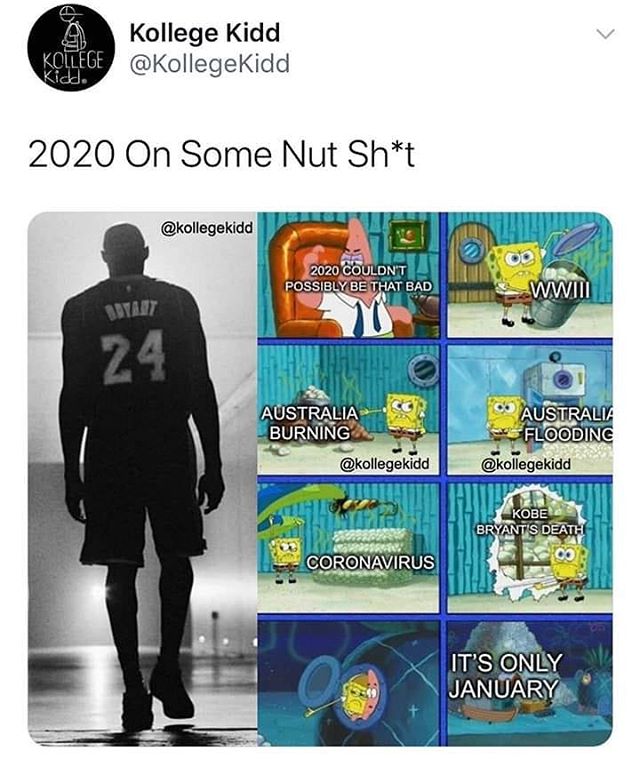 KOLLEGE
Kidd.
Kollege Kidd
@KollegeKidd
2020 On Some Nut Sh*t
@kollegekidd
BRYANT
24
2020 COULDN'T
POSSIBLY BE THAT BAD
WWIII
AUSTRALIA
BURNING
@kollegekidd
AUSTRALIA
FLOODING
@kollegekidd
CORONAVIRUS
KOBE
BRYANT'S DEATH
IT'S ONLY
JANUARY